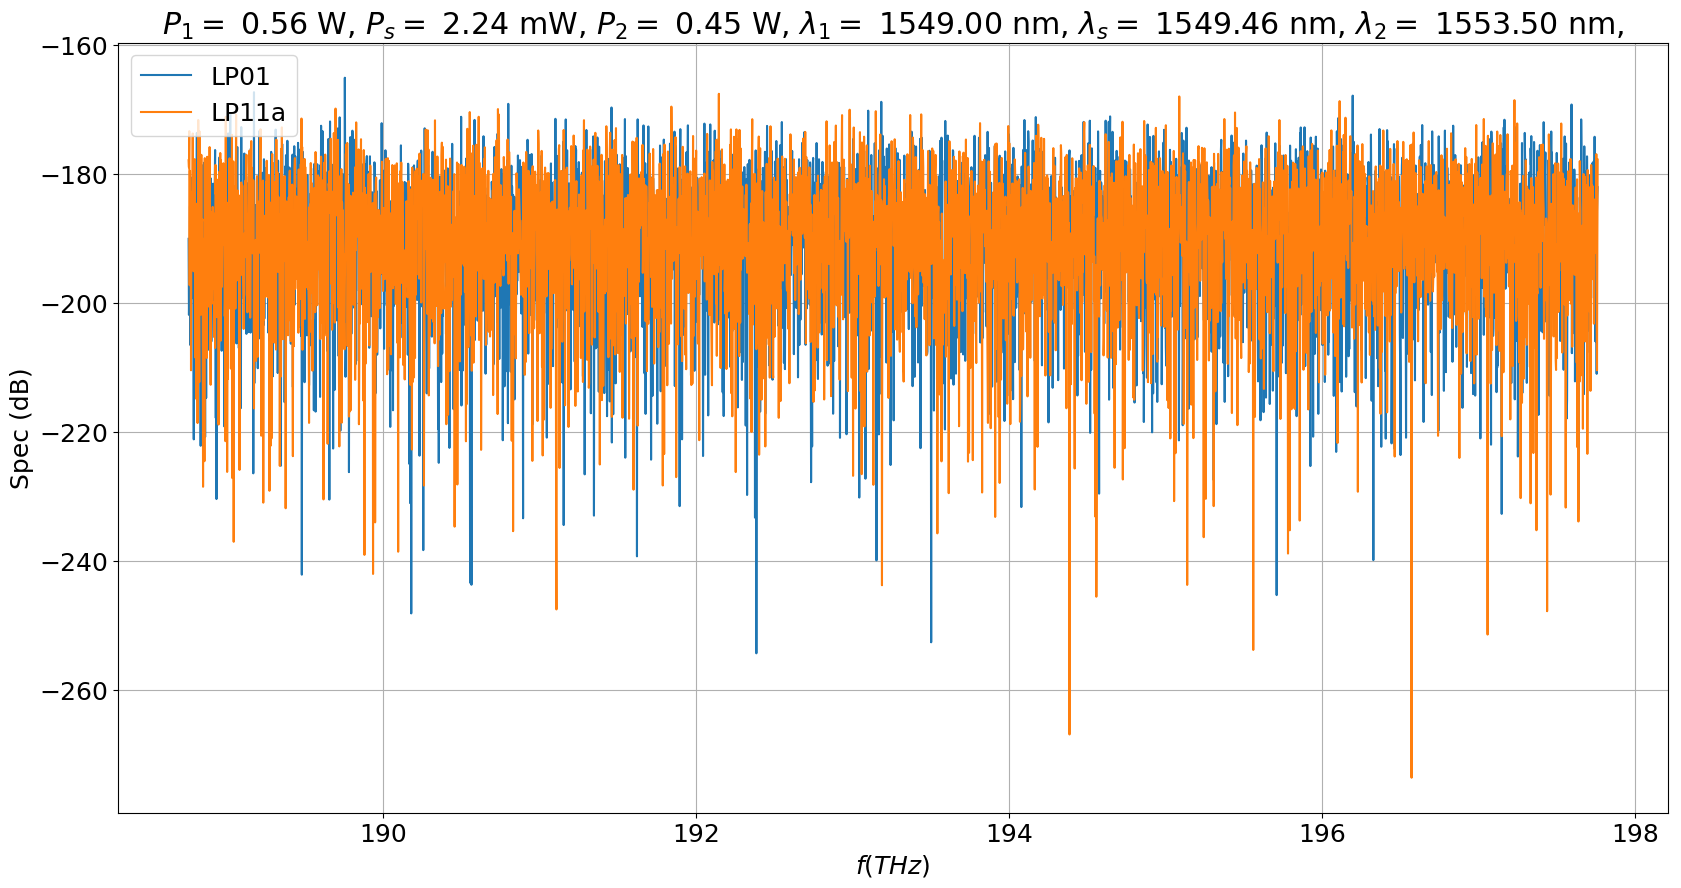 P₁ = 0.56 W, Pₛ = 2.24 mW, P₂ = 0.45 W, λ₁ = 1549.00 nm, λₛ = 1549.46 nm, λ₂ = 1553.50 nm,
LP01
LP11a
−160
−180
−200
−220
−240
−260
Spec (dB)
190 192 194 196 198
f(THz)